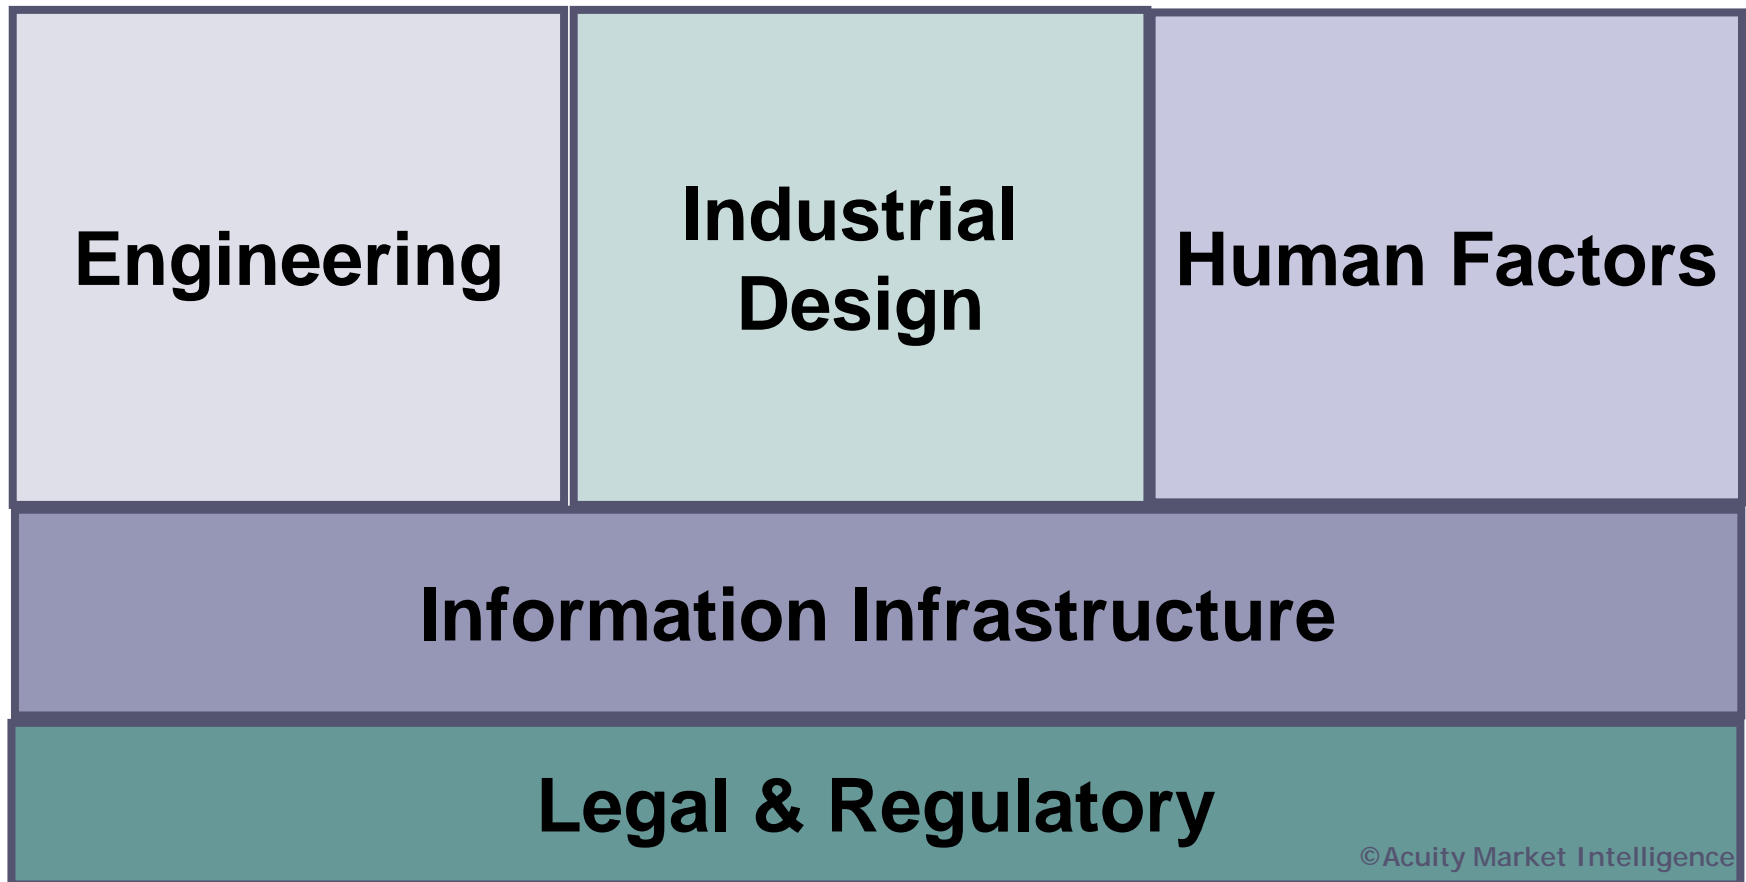 Engineering
Industrial
Design
Human Factors
Information Infrastructure
Legal & Regulatory
©Acuity Market Intelligence